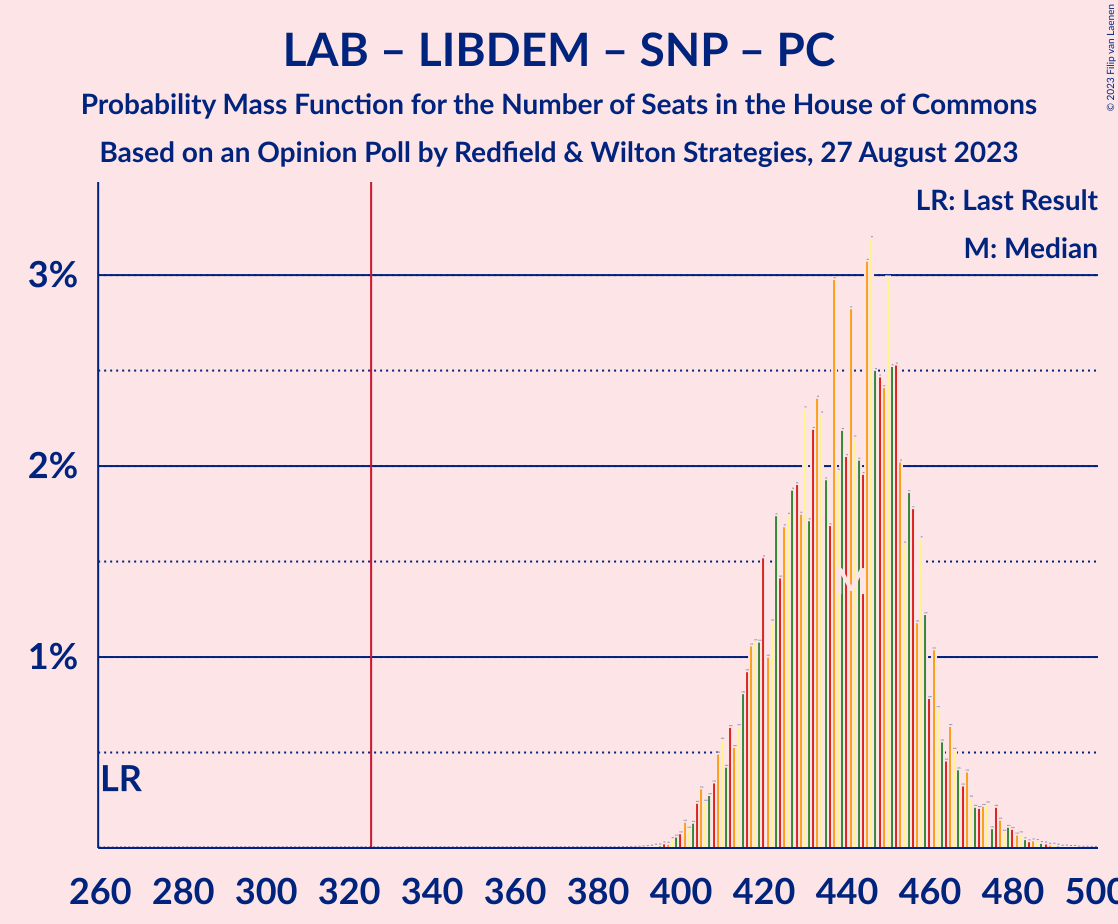 LAB – LIBDEM – SNP – PC
Probability Mass Function for the Number of Seats in the House of Commons
Based on an Opinion Poll by Redfield & Wilton Strategies, 27 August 2023
© 2023 Filip van Laenen
LR: Last Result
M: Median
3%
2%
1%
LR
260 280 300 320 340 360 380 400 420 440 460 480 500